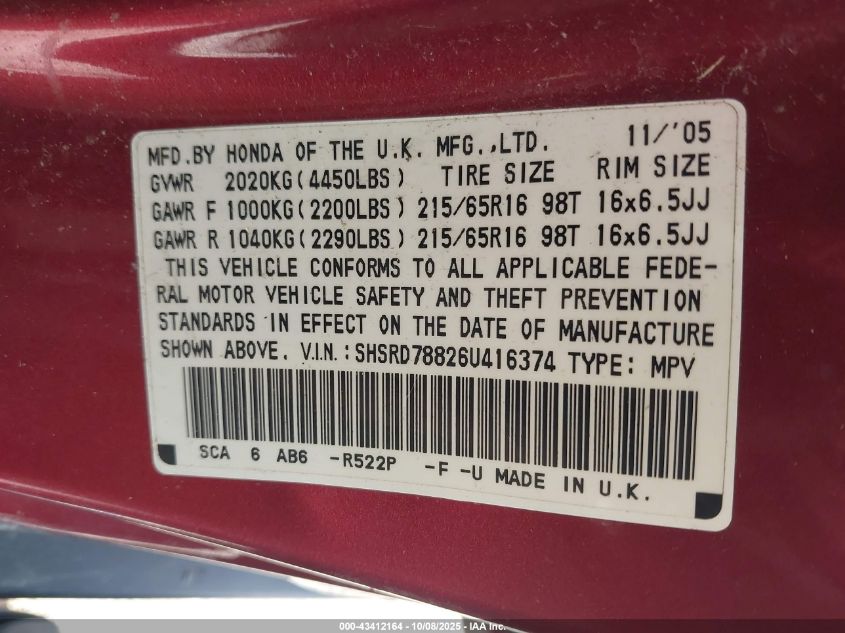 MFD.BY HONDA OF THE U.K. MFG.,LTD. 11/'05
GVWR 2020KG(4450LBS) TIRE SIZE RIM SIZE
GAWR F 1000KG(2200LBS) 215/65R16 98T 16x6.5JJ
GAWR R 1040KG(2290LBS) 215/65R16 98T 16x6.5JJ
THIS VEHICLE CONFORMS TO ALL APPLICABLE FEDE-
RAL MOTOR VEHICLE SAFETY AND THEFT PREVENTION
STANDARDS IN EFFECT ON THE DATE OF MANUFACTURE
SHOWN ABOVE. V.I.N.:SHSRD78826U416374 TYPE: MPV
SCA 6 AB6 -R522P -F -U MADE IN U.K.
000-43412164 - 10/08/2025 - IAA Inc.